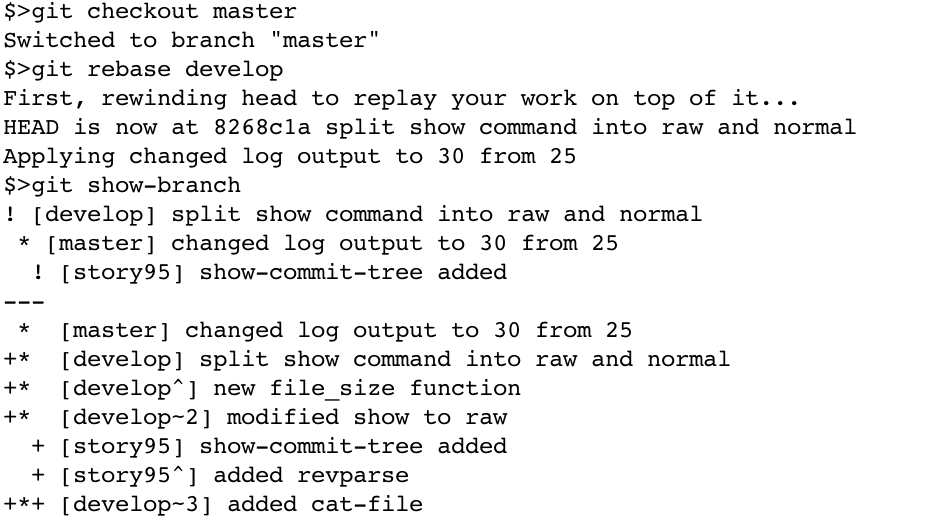 $>git checkout master
Switched to branch "master"
$>git rebase develop
First, rewinding head to replay your work on top of it...
HEAD is now at 8268c1a split show command into raw and normal
Applying changed log output to 30 from 25
$>git show-branch
! [develop] split show command into raw and normal
 * [master] changed log output to 30 from 25
  ! [story95] show-commit-tree added
---
 *  [master] changed log output to 30 from 25
+*  [develop] split show command into raw and normal
+*  [develop^] new file_size function
+*  [develop~2] modified show to raw
  + [story95] show-commit-tree added
  + [story95^] added revparse
+*+ [develop~3] added cat-file